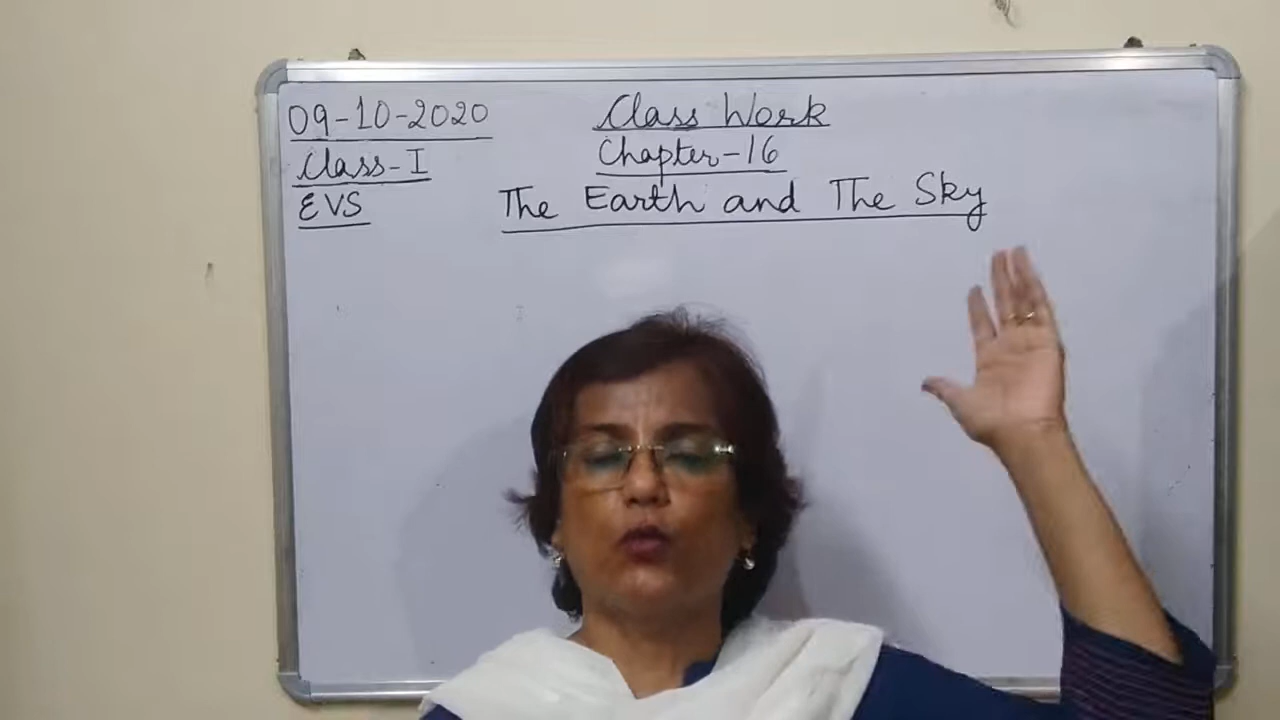 09-10-2020
Class Work
Class-I
Chapter-16
EVS
The Earth and The Sky